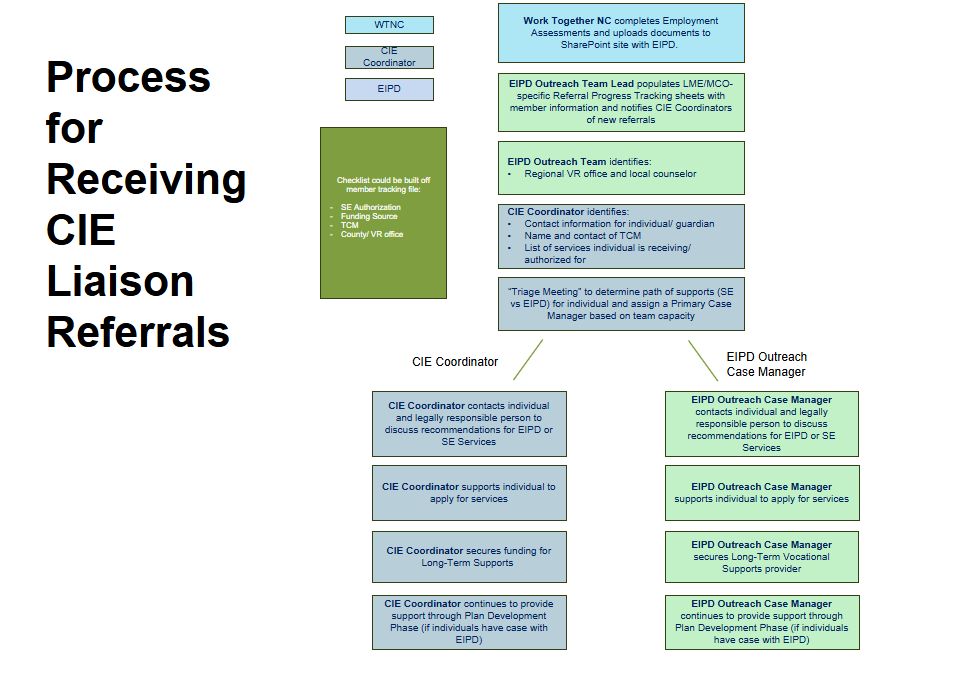 Process
for
Receiving
CIE
Liaison
Referrals
WTNC
CIE
Coordinator
EIPD
Checklist could be built off
member tracking file:
- SE Authorization
- Funding Source
- TCM
- County/ VR office
Work Together NC completes Employment
Assessments and uploads documents to
SharePoint site with EIPD.
EIPD Outreach Team Lead populates LME/MCO-
specific Referral Progress Tracking sheets with
member information and notifies CIE Coordinators
of new referrals
EIPD Outreach Team identifies:
• Regional VR office and local counselor
CIE Coordinator identifies:
• Contact information for individual/ guardian
• Name and contact of TCM
• List of services individual is receiving/
authorized for
“Triage Meeting” to determine path of supports (SE
vs EIPD) for individual and assign a Primary Case
Manager based on team capacity
CIE Coordinator
CIE Coordinator contacts individual
and legally responsible person to
discuss recommendations for EIPD or
SE Services
CIE Coordinator supports individual to
apply for services
CIE Coordinator secures funding for
Long-Term Supports
CIE Coordinator continues to provide
support through Plan Development
Phase (if individuals have case with
EIPD)
EIPD Outreach
Case Manager
EIPD Outreach Case Manager
contacts individual and legally
responsible person to discuss
recommendations for EIPD or SE
Services
EIPD Outreach Case Manager
supports individual to apply for services
EIPD Outreach Case Manager
secures Long-Term Vocational
Supports provider
EIPD Outreach Case Manager
continues to provide support through
Plan Development Phase (if individuals
have case with EIPD)